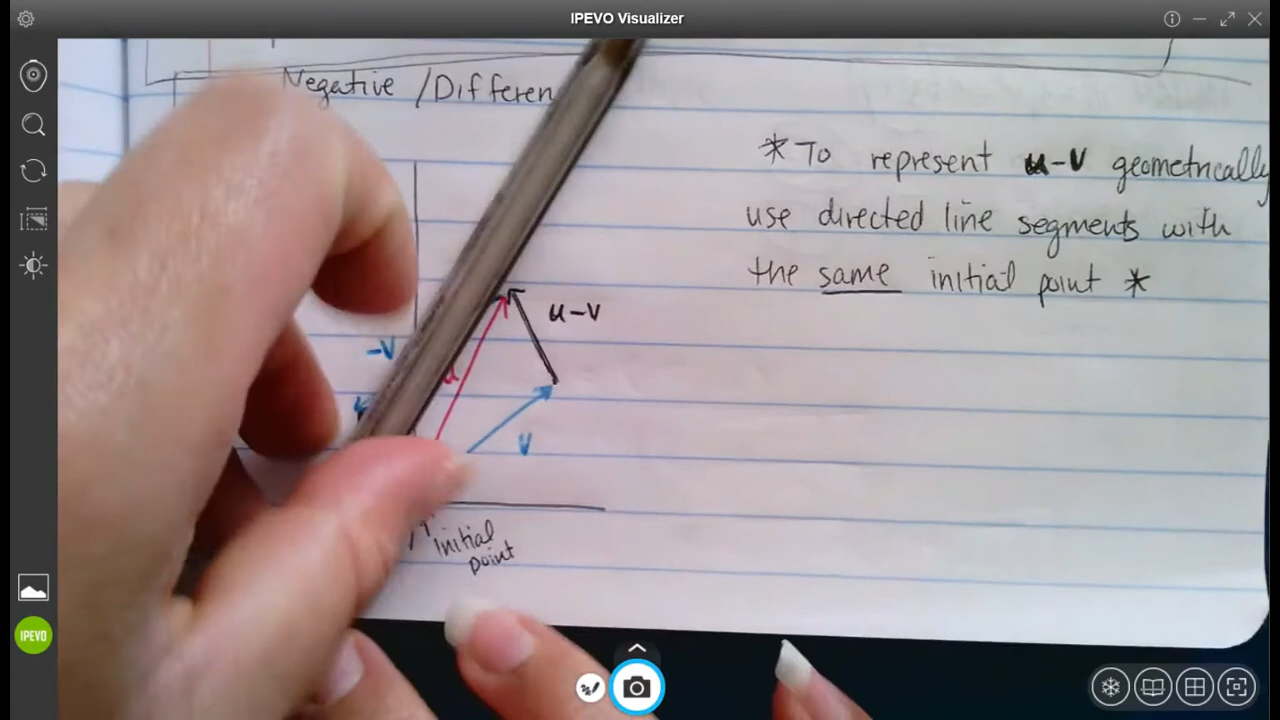 IPEVO Visualizer
Negative /Differen
*To represent u-v geometrically
use directed line segments with
the same initial point *
u-v
-v
u
v
initial
point
IPEVO